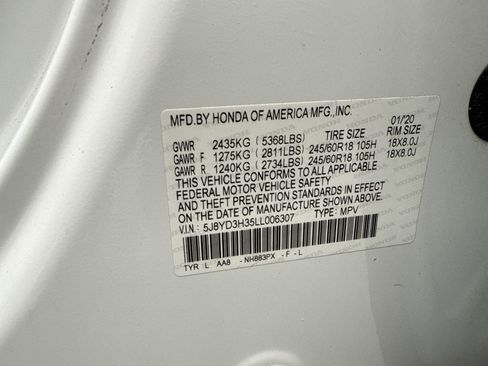 MFD.BY HONDA OF AMERICA MFG.,INC. 01/20
TIRE SIZE RIM SIZE
GVWR 2435KG ( 5368LBS)
GAWR F 1275KG ( 2811LBS) 245/60R18 105H 18X8.0J
GAWR R 1240KG ( 2734LBS) 245/60R18 105H 18X8.0J
THIS VEHICLE CONFORMS TO ALL APPLICABLE
FEDERAL MOTOR VEHICLE SAFETY
AND THEFT PREVENTION STANDARDS IN EFFECT
ON THE DATE OF MANUFACTURE SHOWN ABOVE.
V.I.N.: 5J8YD3H35LL006307 TYPE: MPV
TYR L AA8 - NH883PX - F - L